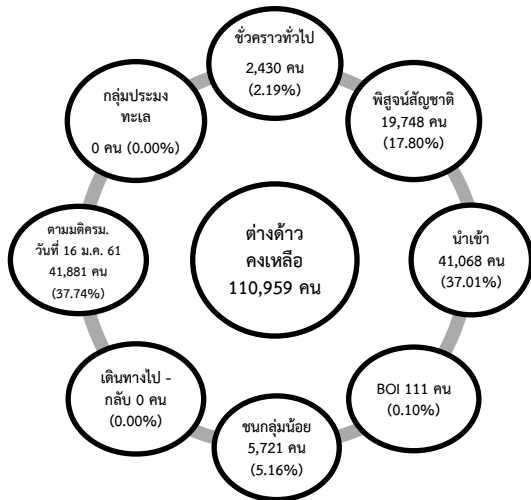 ชั่วคราวทั่วไป
2,430 คน
(2.19%)
พิสูจน์สัญชาติ
19,748 คน
(17.80%)
นำเข้า
41,068 คน
(37.01%)
BOI 111 คน
(0.10%)
ชนกลุ่มน้อย
5,721 คน
(5.16%)
เดินทางไป -
กลับ 0 คน
(0.00%)
ตามมติครม.
วันที่ 16 ม.ค. 61
41,881 คน
(37.74%)
กลุ่มประมง
ทะเล
0 คน (0.00%)
ต่างด้าว
คงเหลือ
110,959 คน